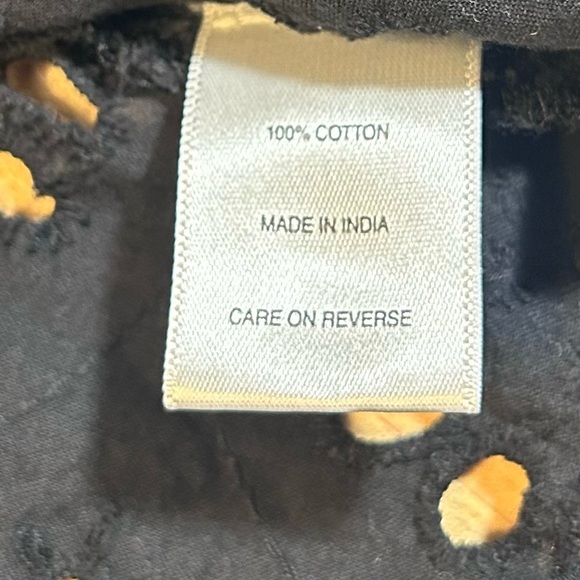 100% COTTON
MADE IN INDIA
CARE ON REVERSE